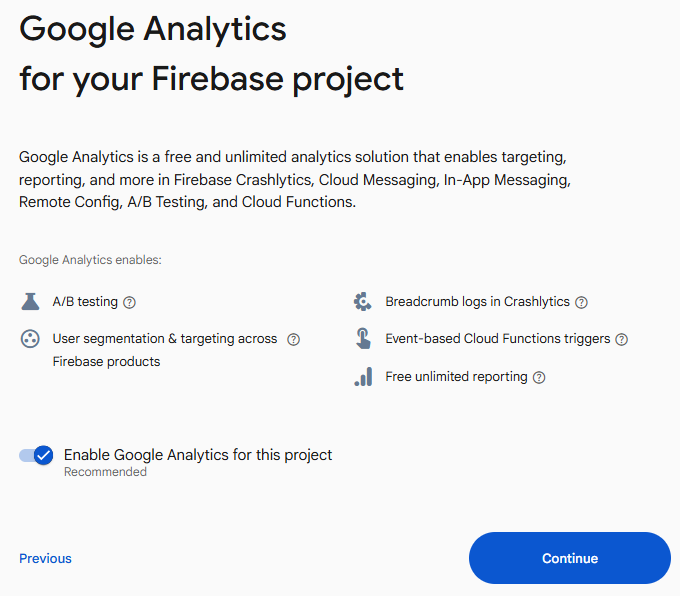 Google Analytics
for your Firebase project
Google Analytics is a free and unlimited analytics solution that enables targeting,
reporting, and more in Firebase Crashlytics, Cloud Messaging, In-App Messaging,
Remote Config, A/B Testing, and Cloud Functions.
Google Analytics enables:
A/B testing
User segmentation & targeting across
Firebase products
Breadcrumb logs in Crashlytics
Event-based Cloud Functions triggers
Free unlimited reporting
Enable Google Analytics for this project
Recommended
Previous
Continue